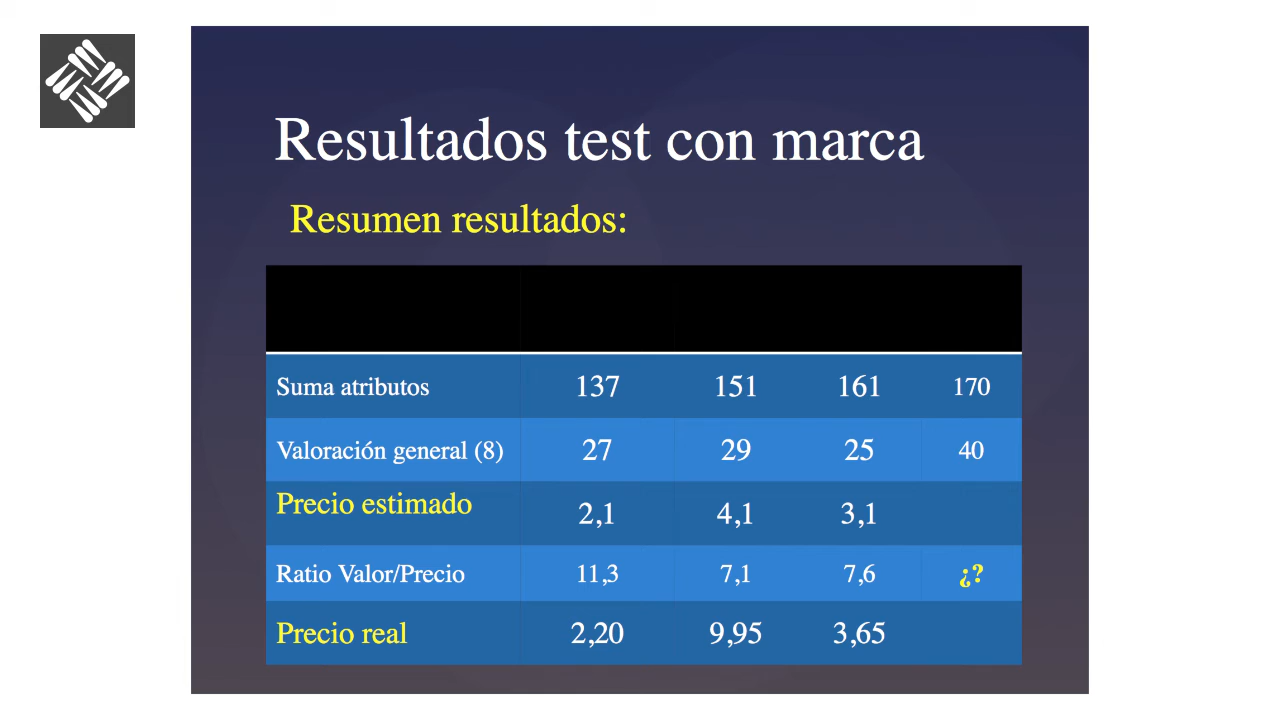 Resultados test con marca
Resumen resultados:
Suma atributos 137 151 161 170
Valoración general (8) 27 29 25 40
Precio estimado 2,1 4,1 3,1
Ratio Valor/Precio 11,3 7,1 7,6 ¿?
Precio real 2,20 9,95 3,65